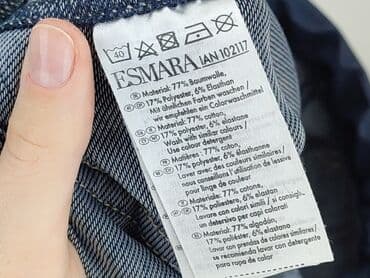 40
ESMARA IAN 102117
Material: 77% Baumwolle,
17% Polyester, 6% Elasthan
Mit ähnlichen Farben waschen /
wir empfehlen ein Colorwaschmittel
Material: 77% cotton,
17% polyester, 6% elastane
Wash with similar colours /
Use colour detergent
Matières: 77% coton,
17% polyester, 6% élasthanne
Laver avec des couleurs similaires /
nous conseillons l'utilisation de lessive
pour linge de couleur
Materiale: 77% cotone,
17% poliestere, 6% elastan
Lavare con colori simili / si consigl.
un detersivo per capi colorati
Material: 77% algodón,
17% poliéster, 6% elastano
Lavar con prendas de colores similares /
se recomienda lavar con detergente
para ropa de color